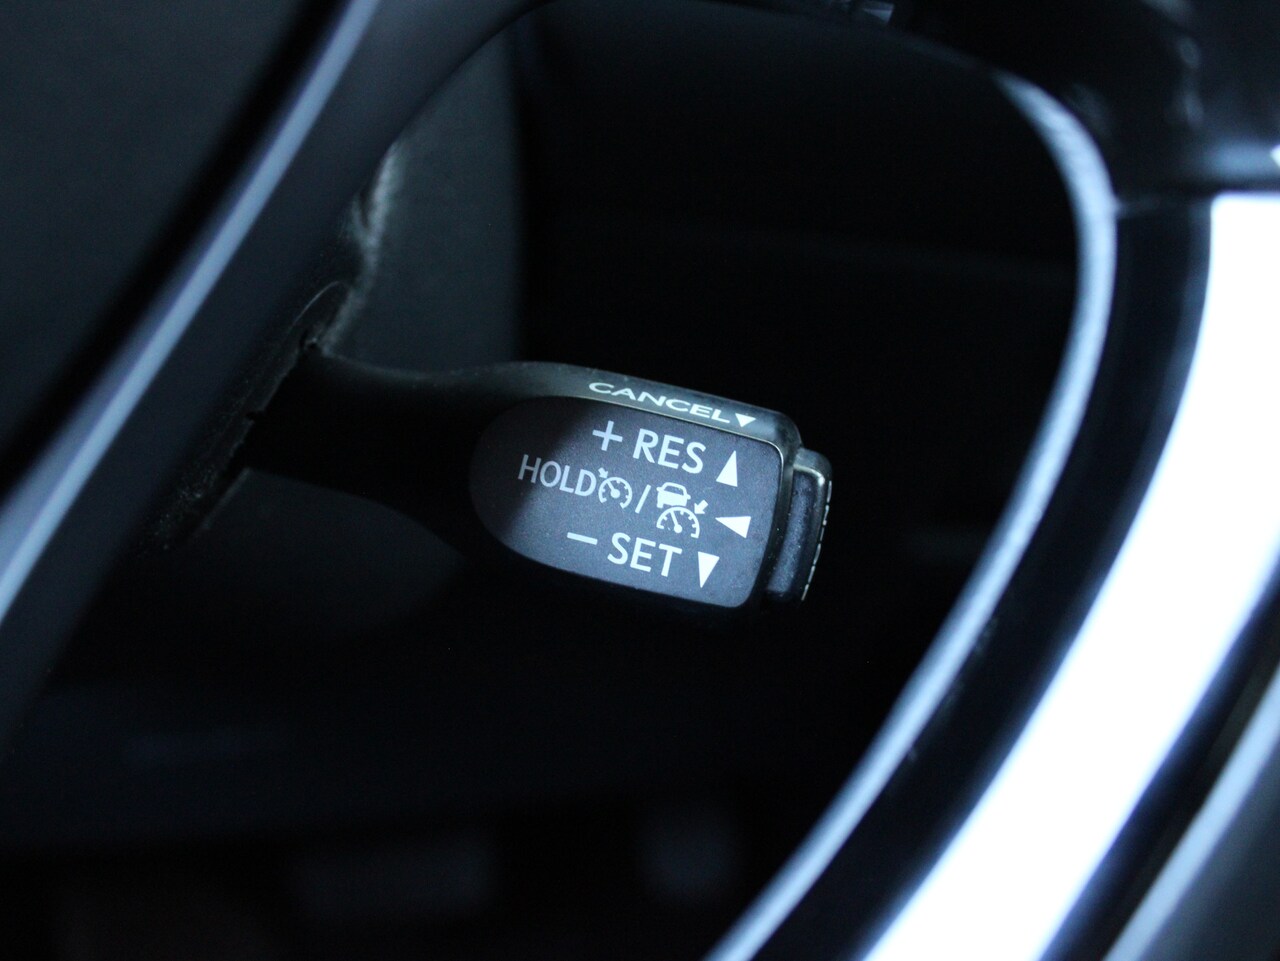 CANCEL▼
+ RES ▲
HOLD / ◀
− SET ▼